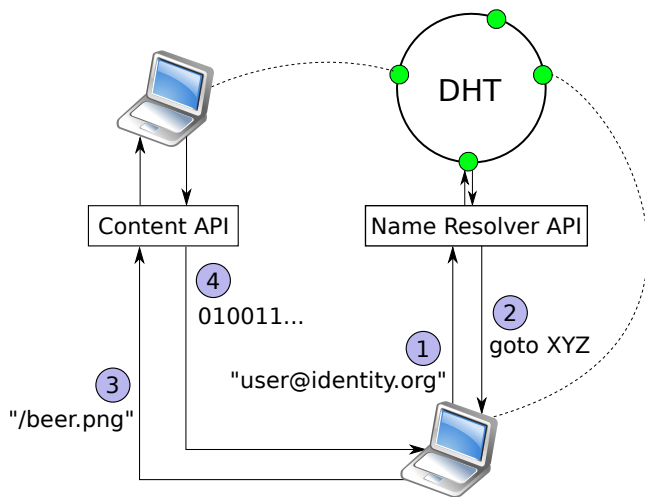 DHT
Content API
Name Resolver API
4
010011...
2
goto XYZ
1
"user@identity.org"
3
"/beer.png"